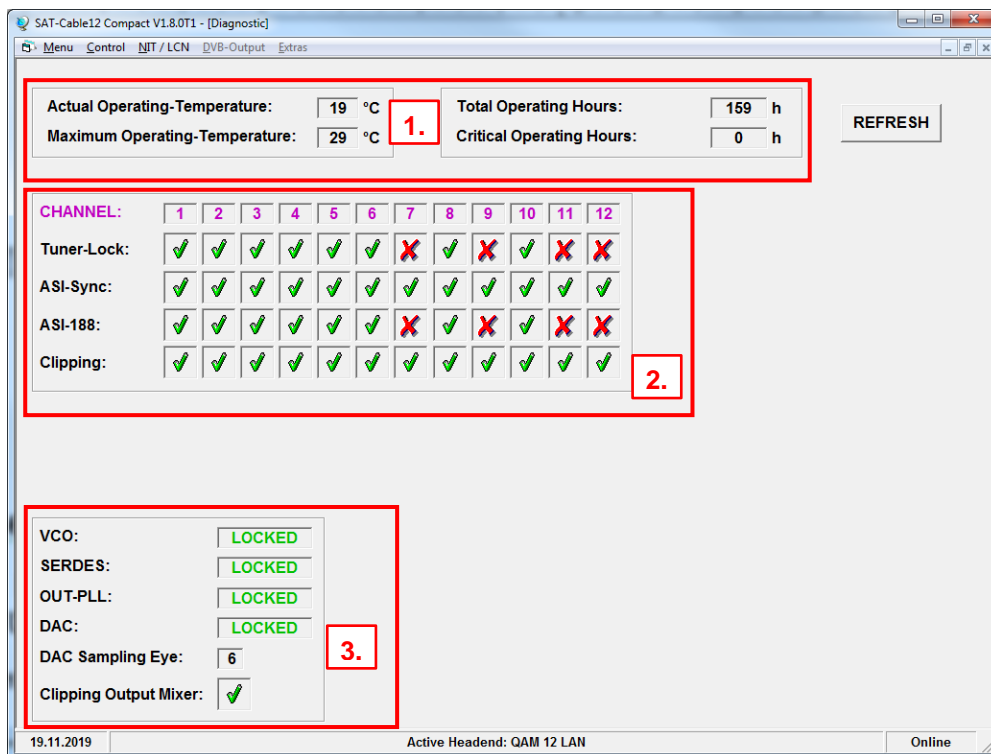 SAT-Cable12 Compact V1.8.0T1 - [Diagnostic]
Menu Control NIT / LCN DVB-Output Extras
Actual Operating-Temperature: 19 °C
Maximum Operating-Temperature: 29 °C
1.
Total Operating Hours: 159 h
Critical Operating Hours: 0 h
REFRESH
CHANNEL: 1 2 3 4 5 6 7 8 9 10 11 12
Tuner-Lock:
ASI-Sync:
ASI-188:
Clipping:
2.
VCO: LOCKED
SERDES: LOCKED
OUT-PLL: LOCKED
DAC: LOCKED
DAC Sampling Eye: 6
Clipping Output Mixer:
3.
19.11.2019 Active Headend: QAM 12 LAN Online